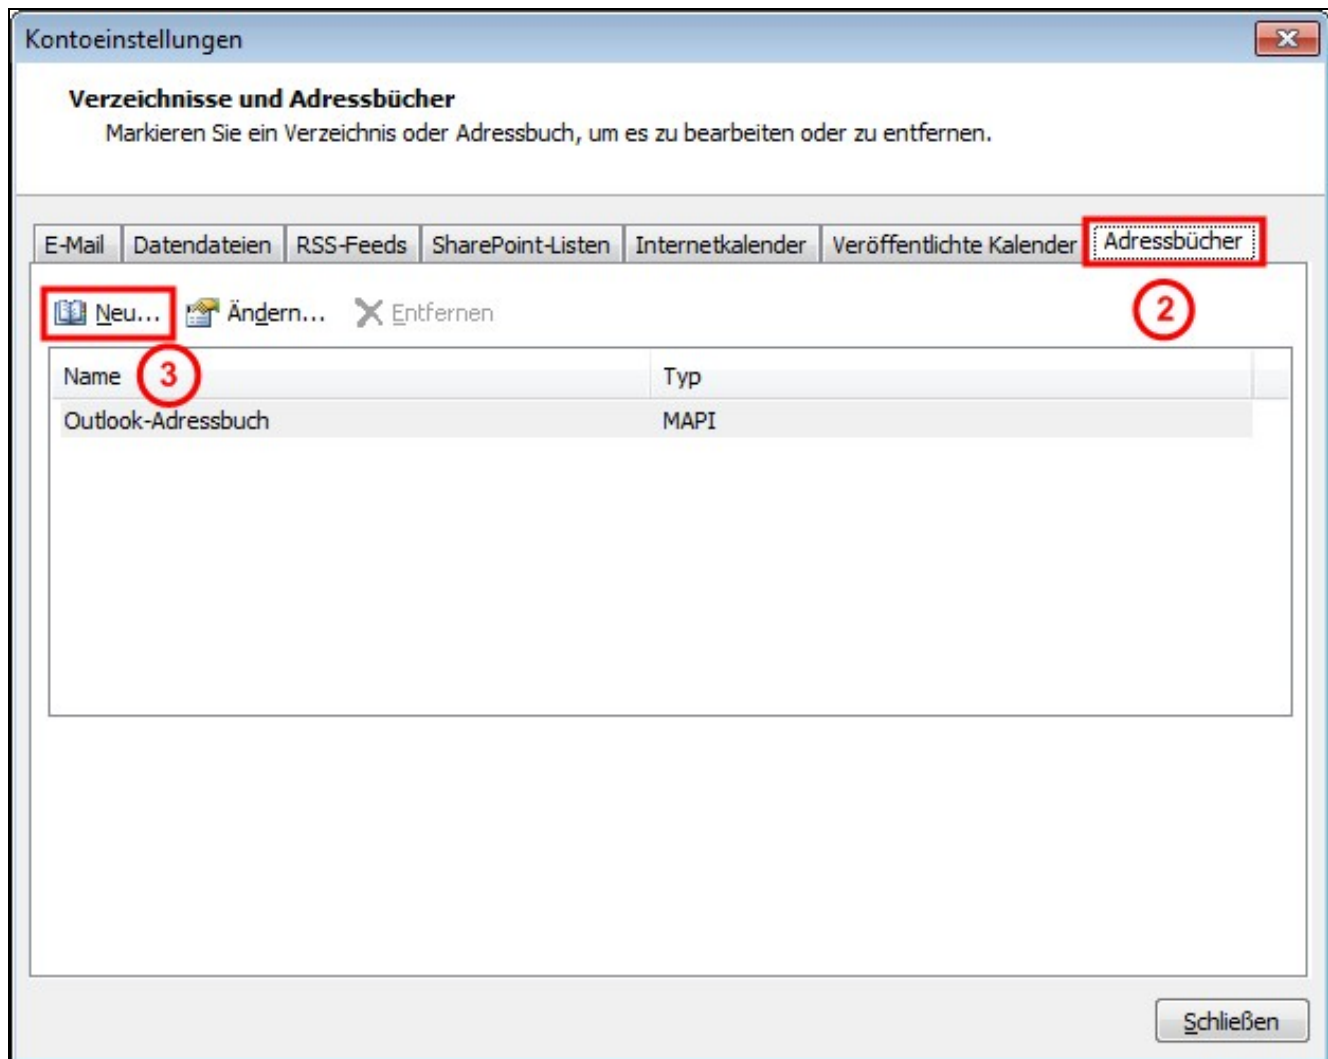 Kontoeinstellungen
Verzeichnisse und Adressbücher
Markieren Sie ein Verzeichnis oder Adressbuch, um es zu bearbeiten oder zu entfernen.
E-Mail Datendateien RSS-Feeds SharePoint-Listen Internetkalender Veröffentlichte Kalender Adressbücher
Neu... Ändern... Entfernen 2
Name 3 Typ
Outlook-Adressbuch MAPI
Schließen